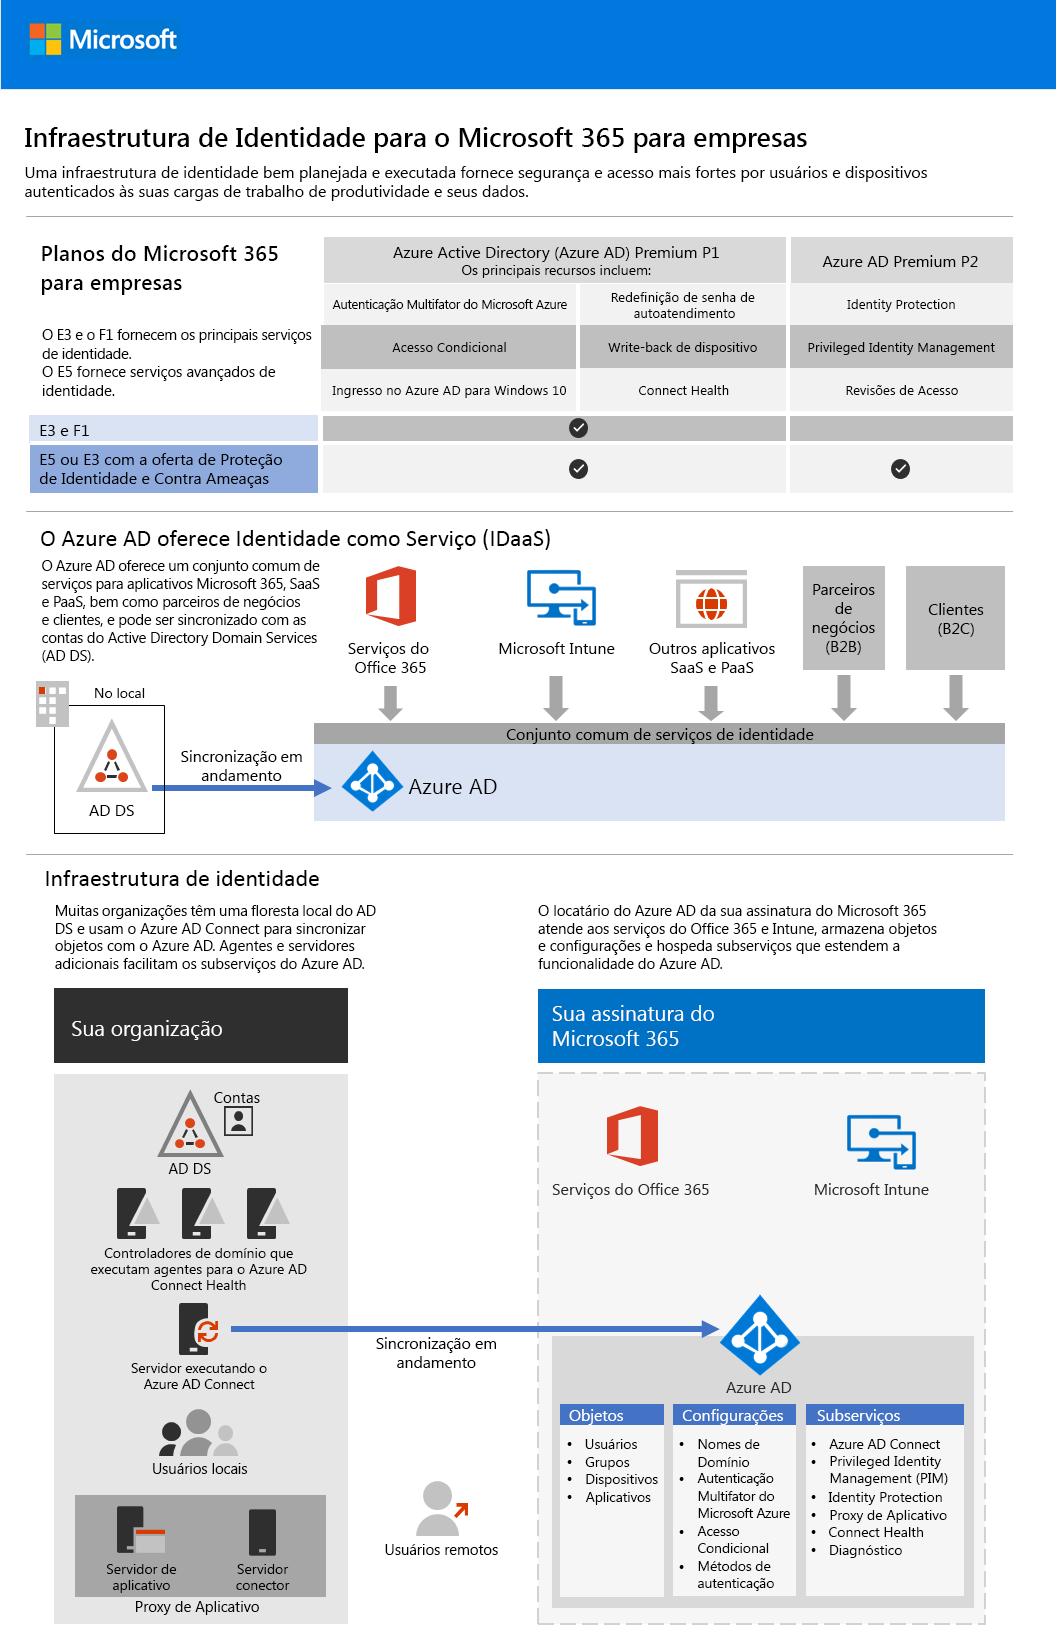 Microsoft
Infraestrutura de Identidade para o Microsoft 365 para empresas
Uma infraestrutura de identidade bem planejada e executada fornece segurança e acesso mais fortes por usuários e dispositivos
autenticados às suas cargas de trabalho de produtividade e seus dados.
Planos do Microsoft 365
para empresas
O E3 e o F1 fornecem os principais serviços
de identidade.
O E5 fornece serviços avançados de
identidade.
Azure Active Directory (Azure AD) Premium P1
Os principais recursos incluem:
Azure AD Premium P2
Autenticação Multifator do Microsoft Azure
Redefinição de senha de
autoatendimento
Identity Protection
Acesso Condicional
Write-back de dispositivo
Privileged Identity Management
Ingresso no Azure AD para Windows 10
Connect Health
Revisões de Acesso
E3 e F1
E5 ou E3 com a oferta de Proteção
de Identidade e Contra Ameaças
O Azure AD oferece Identidade como Serviço (IDaaS)
O Azure AD oferece um conjunto comum de
serviços para aplicativos Microsoft 365, SaaS
e PaaS, bem como parceiros de negócios
e clientes, e pode ser sincronizado com as
contas do Active Directory Domain Services
(AD DS).
Serviços do
Office 365
Microsoft Intune
Outros aplicativos
SaaS e PaaS
Parceiros
de
negócios
(B2B)
Clientes
(B2C)
No local
AD DS
Sincronização em
andamento
Conjunto comum de serviços de identidade
Azure AD
Infraestrutura de identidade
Muitas organizações têm uma floresta local do AD
DS e usam o Azure AD Connect para sincronizar
objetos com o Azure AD. Agentes e servidores
adicionais facilitam os subserviços do Azure AD.
O locatário do Azure AD da sua assinatura do Microsoft 365
atende aos serviços do Office 365 e Intune, armazena objetos
e configurações e hospeda subserviços que estendem a
funcionalidade do Azure AD.
Sua organização
Contas
AD DS
Controladores de domínio que
executam agentes para o Azure AD
Connect Health
Servidor executando o
Azure AD Connect
Usuários locais
Servidor de
aplicativo
Servidor
conector
Proxy de Aplicativo
Sincronização em
andamento
Usuários remotos
Sua assinatura do
Microsoft 365
Serviços do Office 365
Microsoft Intune
Azure AD
Objetos
• Usuários
• Grupos
• Dispositivos
• Aplicativos
Configurações
• Nomes de
Domínio
• Autenticação
Multifator do
Microsoft Azure
• Acesso
Condicional
• Métodos de
autenticação
Subserviços
• Azure AD Connect
• Privileged Identity
Management (PIM)
• Identity Protection
• Proxy de Aplicativo
• Connect Health
• Diagnóstico